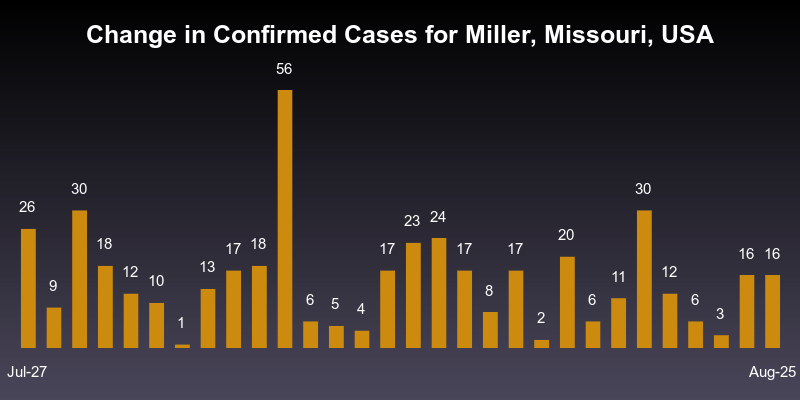 Change in Confirmed Cases for Miller, Missouri, USA
26 9 30 18 12 10 1 13 17 18 56 6 5 4 17 23 24 17 8 17 2 20 6 11 30 12 6 3 16 16
Jul-27 Aug-25